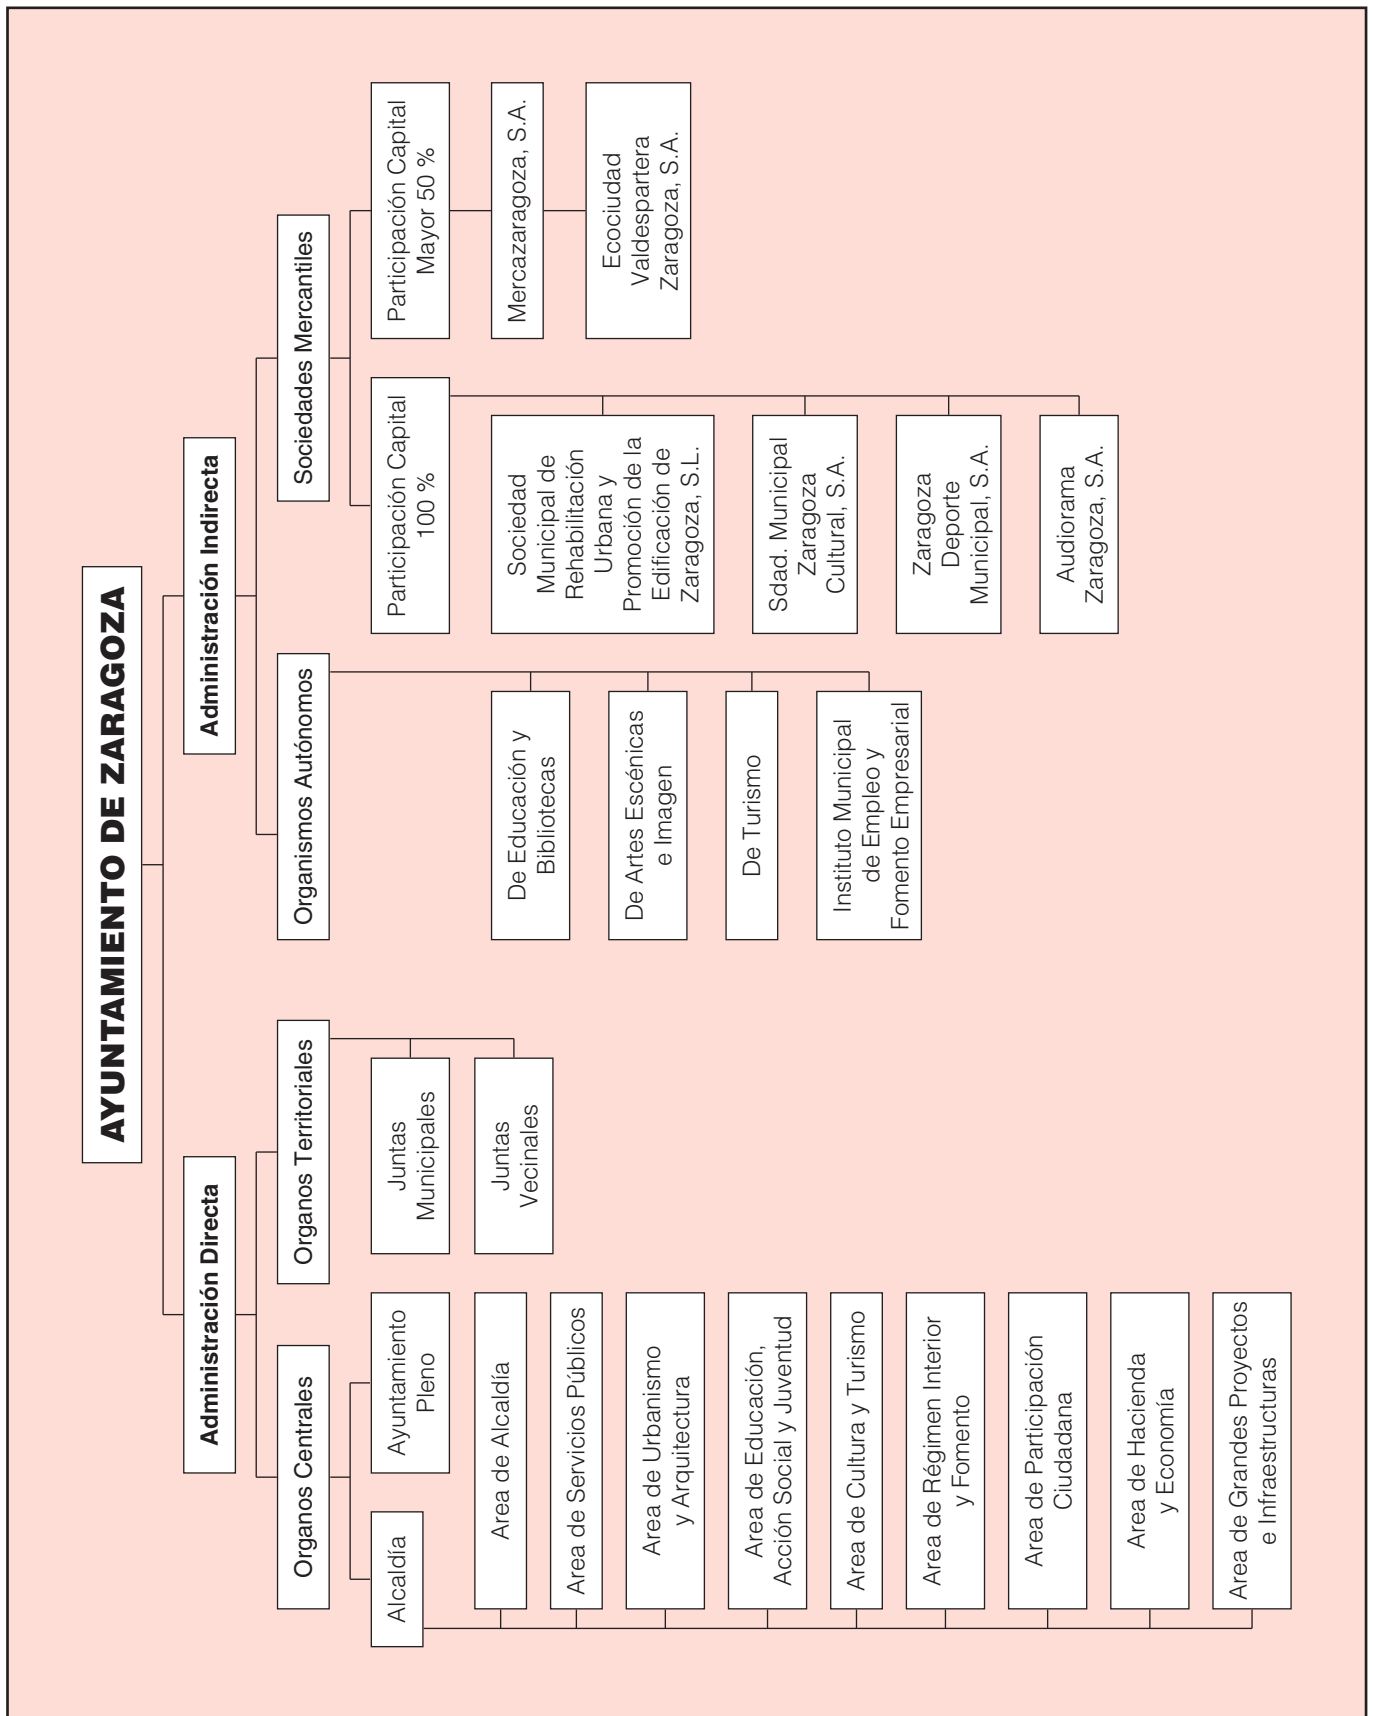 AYUNTAMIENTO DE ZARAGOZA
Administración Directa
Administración Indirecta
Organos Centrales
Organos Territoriales
Organismos Autónomos
Sociedades Mercantiles
Alcaldía
Ayuntamiento
Pleno
Area de Alcaldía
Area de Servicios Públicos
Area de Urbanismo
y Arquitectura
Area de Educación,
Acción Social y Juventud
Area de Cultura y Turismo
Area de Régimen Interior
y Fomento
Area de Participación
Ciudadana
Area de Hacienda
y Economía
Area de Grandes Proyectos
e Infraestructuras
Juntas
Municipales
Juntas
Vecinales
De Educación y
Bibliotecas
De Artes Escénicas
e Imagen
De Turismo
Instituto Municipal
de Empleo y
Fomento Empresarial
Participación Capital
100 %
Sociedad
Municipal de
Rehabilitación
Urbana y
Promoción de la
Edificación de
Zaragoza, S.L.
Sdad. Municipal
Zaragoza
Cultural, S.A.
Zaragoza
Deporte
Municipal, S.A.
Audiorama
Zaragoza, S.A.
Participación Capital
Mayor 50 %
Mercazaragoza, S.A.
Ecociudad
Valdespartera
Zaragoza, S.A.